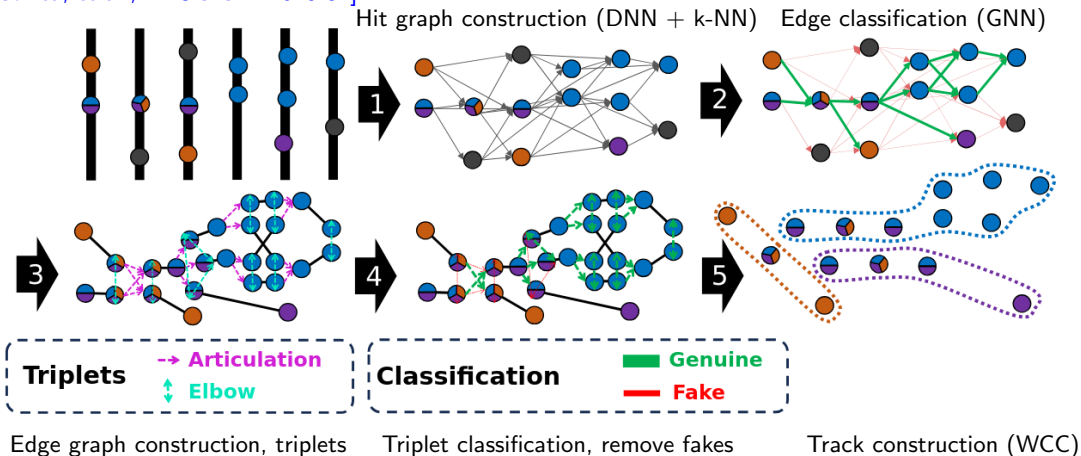 Hit graph construction (DNN + k-NN)
Edge classification (GNN)
1
2
3
4
5
Triplets
Articulation
Elbow
Classification
Genuine
Fake
Edge graph construction, triplets
Triplet classification, remove fakes
Track construction (WCC)